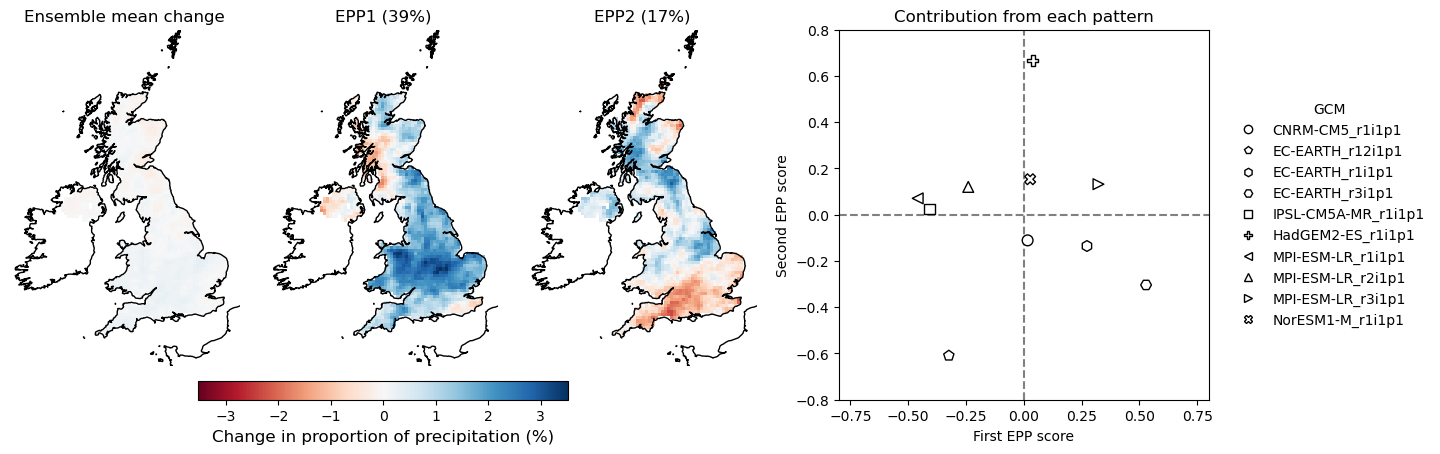 Ensemble mean change
EPP1 (39%)
EPP2 (17%)
−3 −2 −1 0 1 2 3
Change in proportion of precipitation (%)
Contribution from each pattern
Second EPP score
0.8
0.6
0.4
0.2
0.0
−0.2
−0.4
−0.6
−0.8
−0.75 −0.50 −0.25 0.00 0.25 0.50 0.75
First EPP score
GCM
CNRM-CM5_r1i1p1
EC-EARTH_r12i1p1
EC-EARTH_r1i1p1
EC-EARTH_r3i1p1
IPSL-CM5A-MR_r1i1p1
HadGEM2-ES_r1i1p1
MPI-ESM-LR_r1i1p1
MPI-ESM-LR_r2i1p1
MPI-ESM-LR_r3i1p1
NorESM1-M_r1i1p1